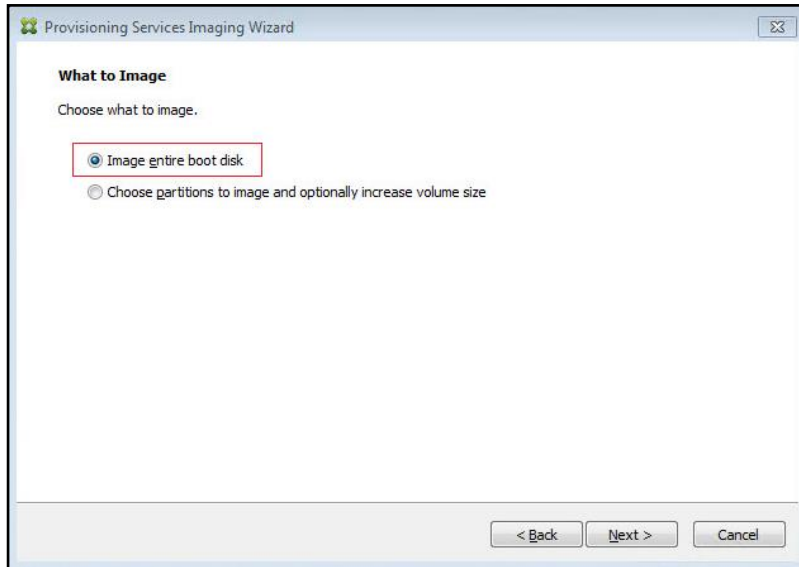 Provisioning Services Imaging Wizard
What to Image
Choose what to image.
Image entire boot disk
Choose partitions to image and optionally increase volume size
< Back
Next >
Cancel